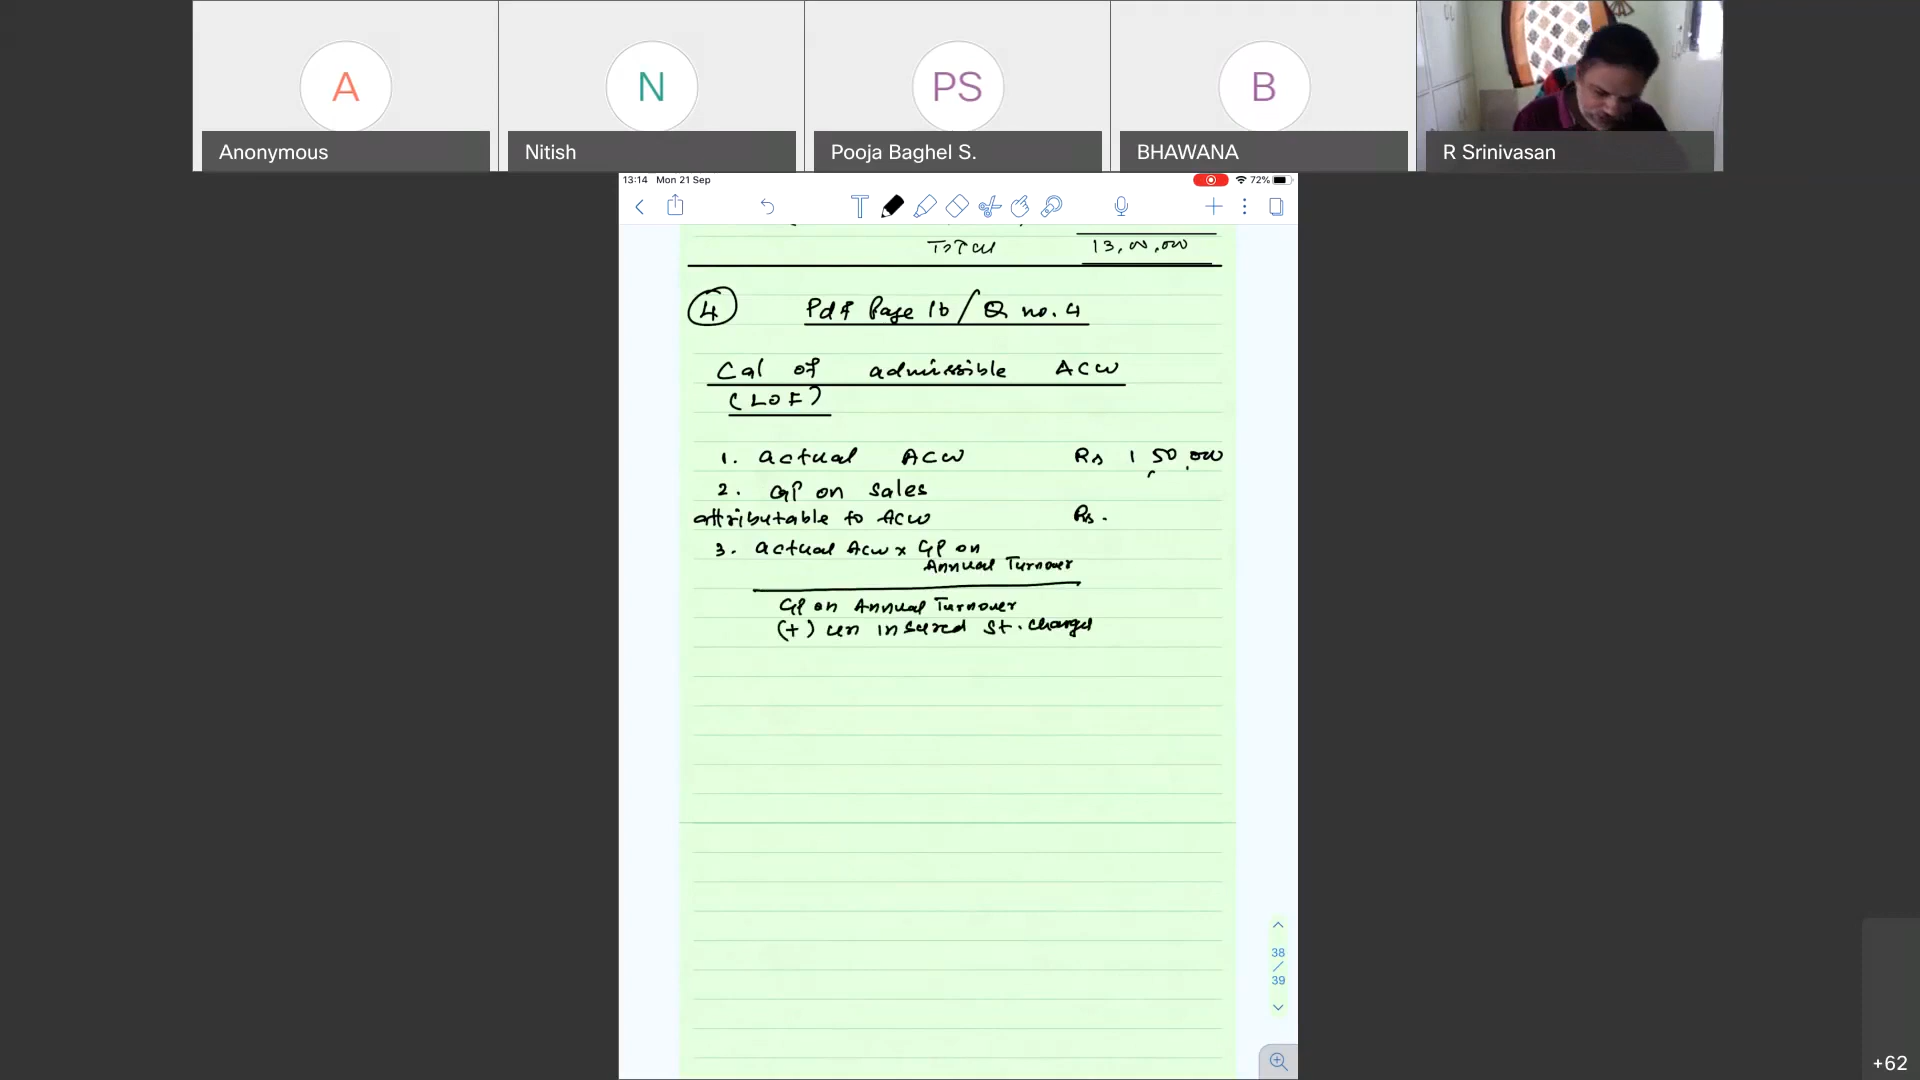 A
N
PS
B
Anonymous
Nitish
Pooja Baghel S.
BHAWANA
R Srinivasan
13:14 Mon 21 Sep
72%
T
TOTAL 13,00,000
4 Pdf Page 16/Q no. 4
Cal of admissible ACW
(LOF)
1. actual ACW Rs 1,50,000
2. GP on sales
attributable to ACW Rs.
3. actual ACW x GP on
Annual Turnover
GP on Annual Turnover
(+) un insured St. charges
38
/
39
+62